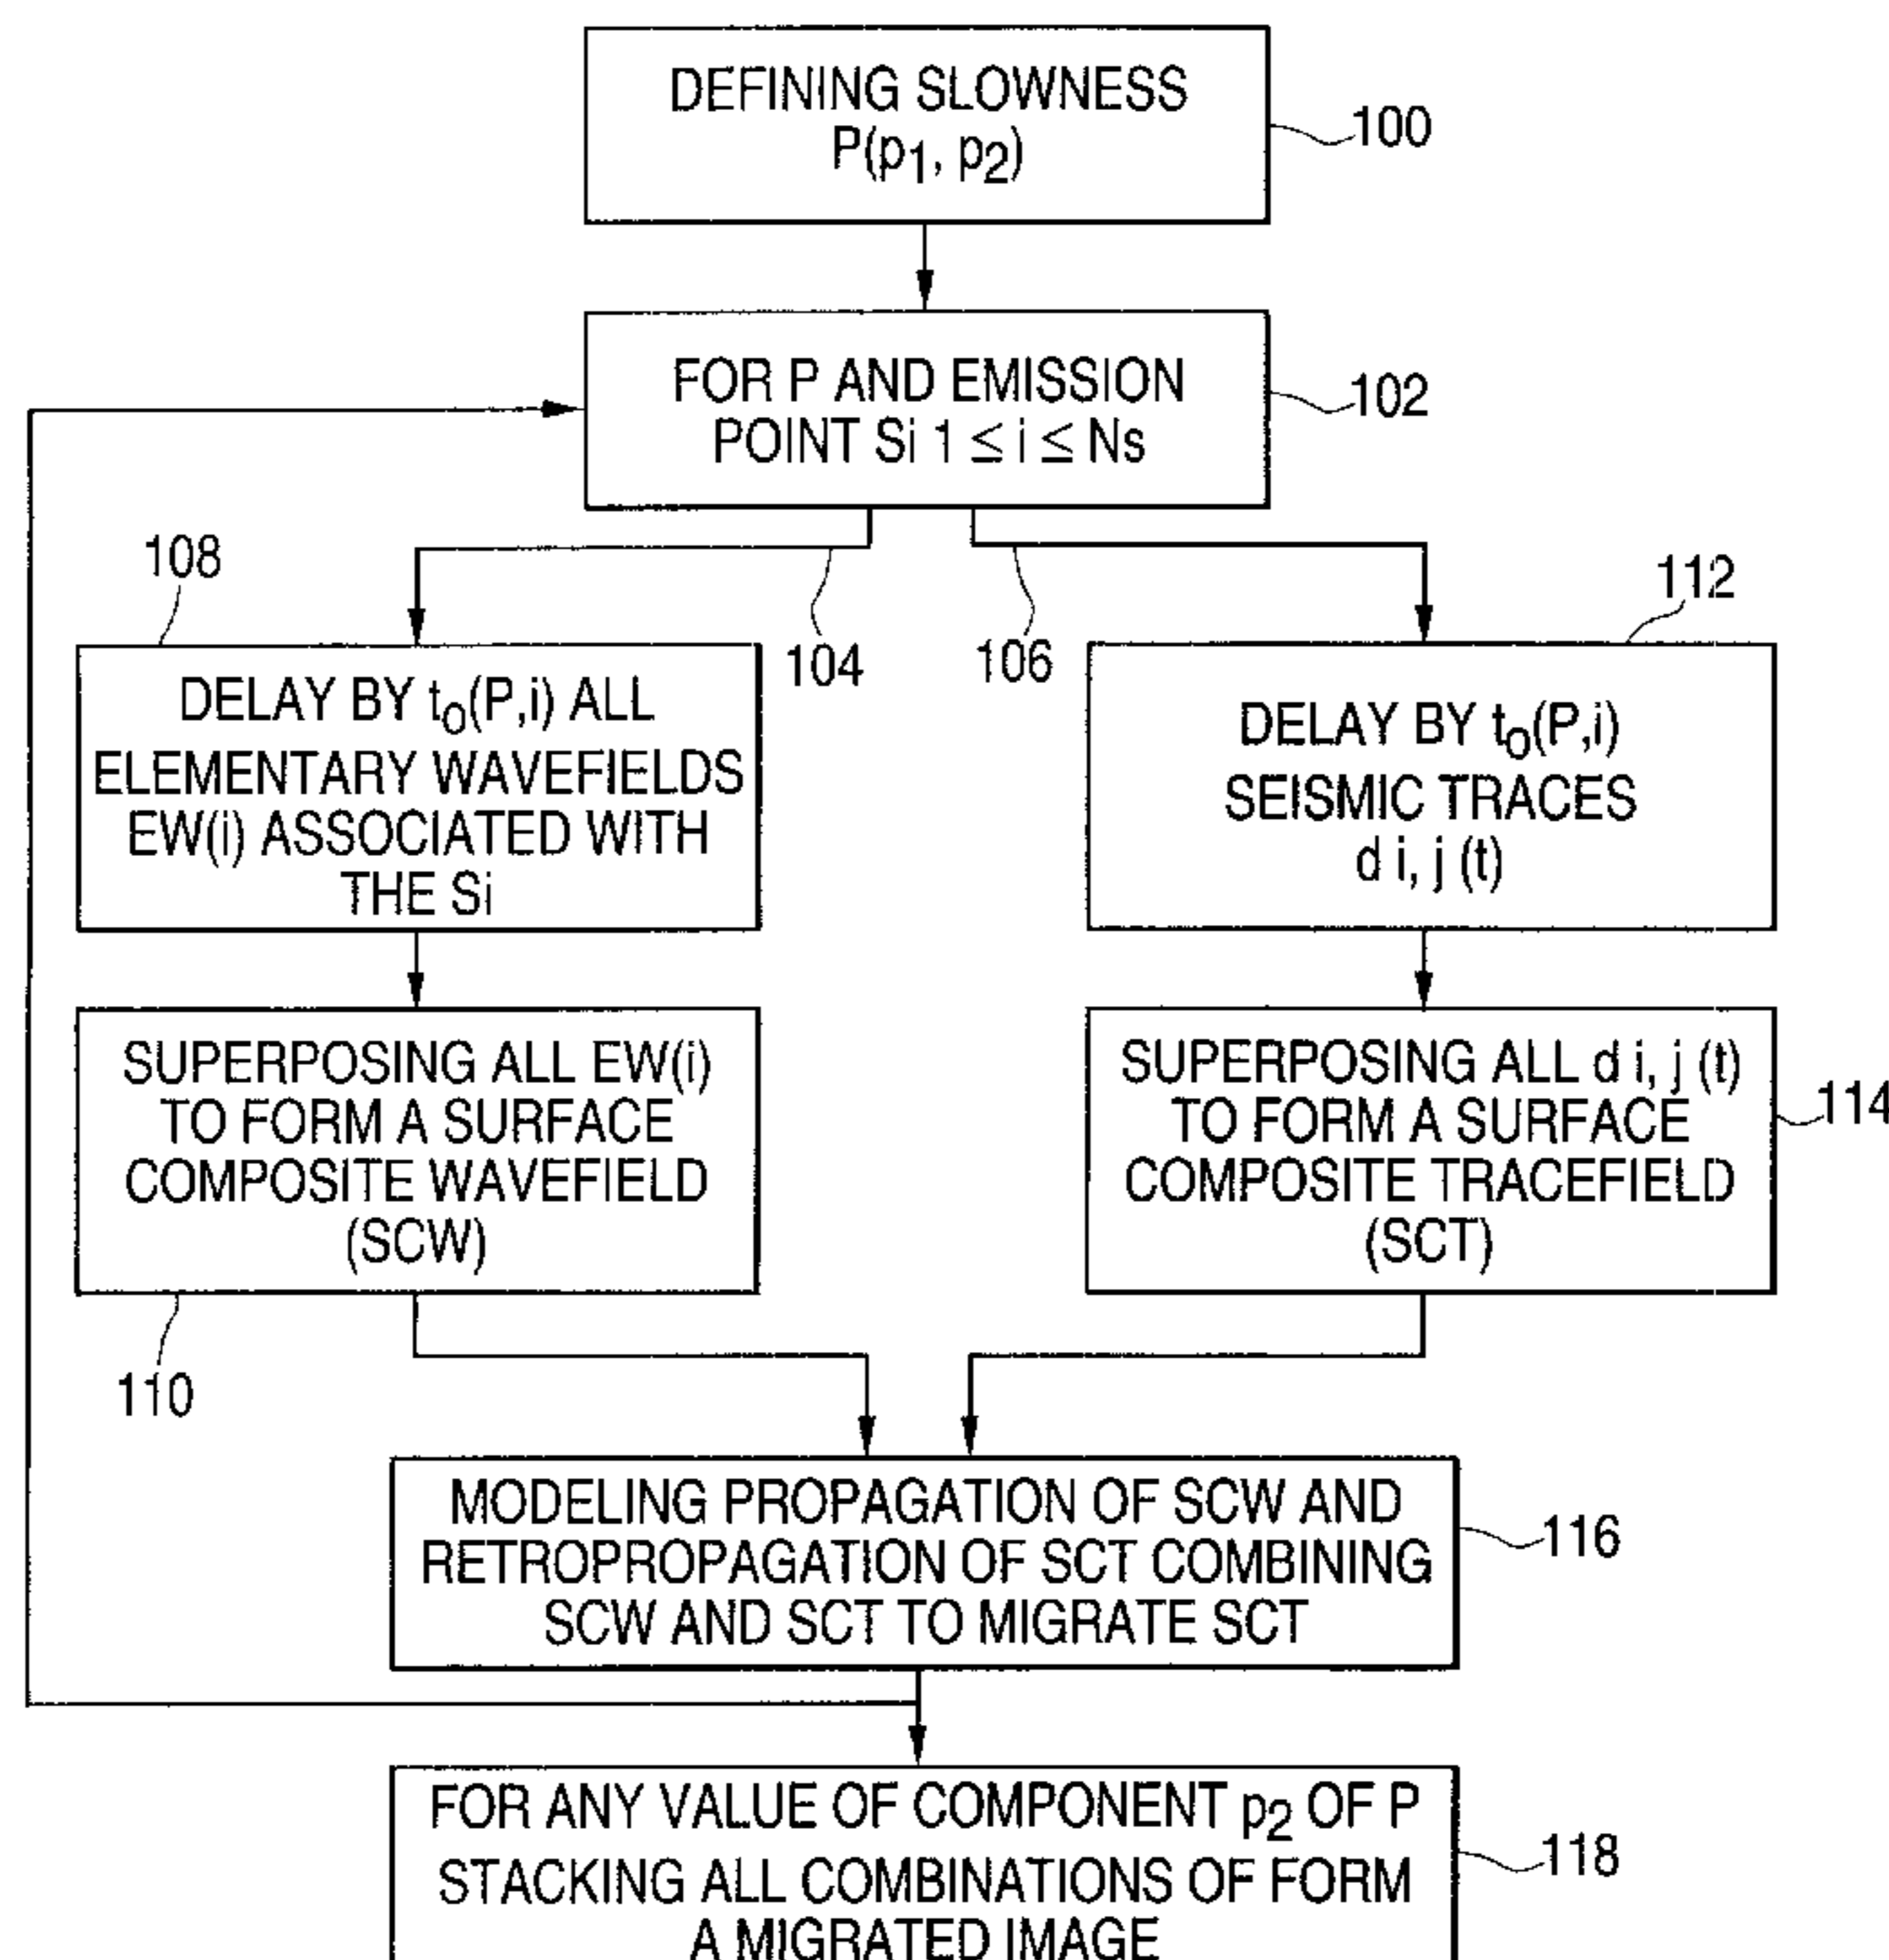 DEFINING SLOWNESS
P(p1, p2)
100
FOR P AND EMISSION
POINT Si 1 ≤ i ≤ Ns
102
108
104
106
112
DELAY BY to(P,i) ALL
ELEMENTARY WAVEFIELDS
EW(i) ASSOCIATED WITH
THE Si
DELAY BY to(P,i)
SEISMIC TRACES
d i, j (t)
SUPERPOSING ALL EW(i)
TO FORM A SURFACE
COMPOSITE WAVEFIELD
(SCW)
110
SUPERPOSING ALL d i, j (t)
TO FORM A SURFACE
COMPOSITE TRACEFIELD
(SCT)
114
MODELING PROPAGATION OF SCW AND
RETROPROPAGATION OF SCT COMBINING
SCW AND SCT TO MIGRATE SCT
116
FOR ANY VALUE OF COMPONENT p2 OF P
STACKING ALL COMBINATIONS OF FORM
A MIGRATED IMAGE
118